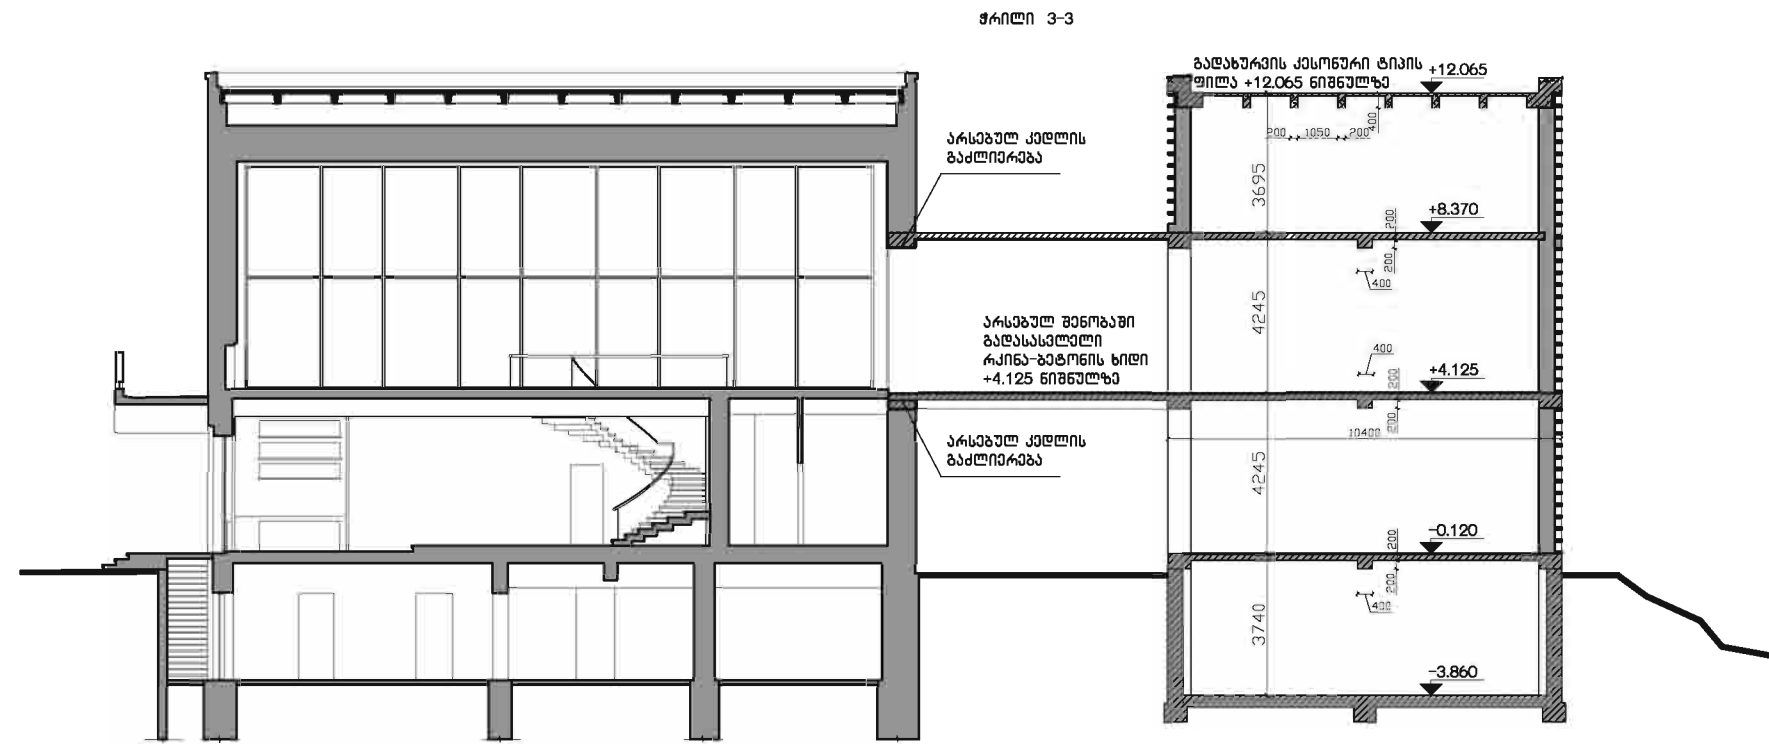 ჭრილი 3-3
გადახურვის კესონური ტიპის
ფილა +12.065 ნიშნულზე
+12.065
400
200
1050
200
არსებულ კედლის
გაძლიერება
3695
+8.370
200
200
400
4245
არსებულ შენობაში
გადასასვლელი
რკინა-ბეტონის ხიდი
+4.125 ნიშნულზე
400
+4.125
200
200
10400
არსებულ კედლის
გაძლიერება
4245
-0.120
200
200
400
3740
-3.860